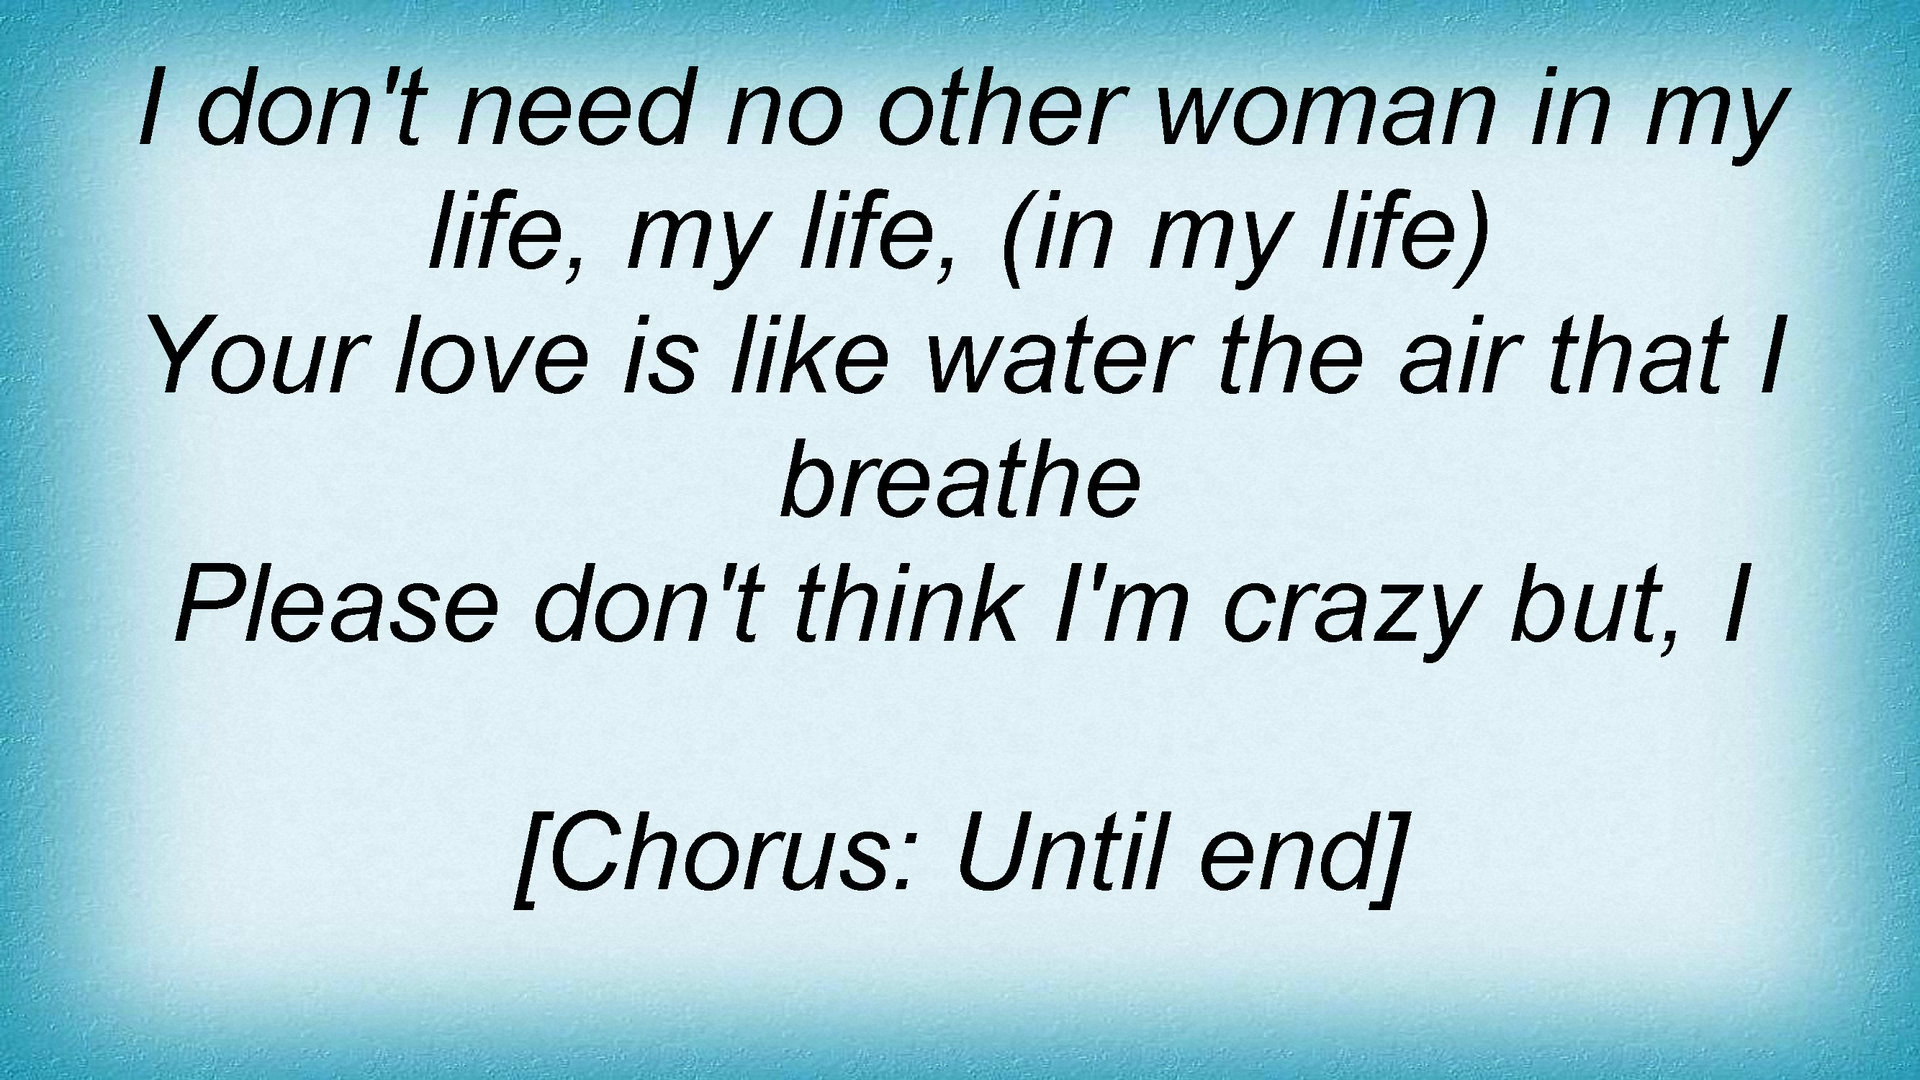 I don't need no other woman in my
life, my life, (in my life)
Your love is like water the air that I
breathe
Please don't think I'm crazy but, I
[Chorus: Until end]